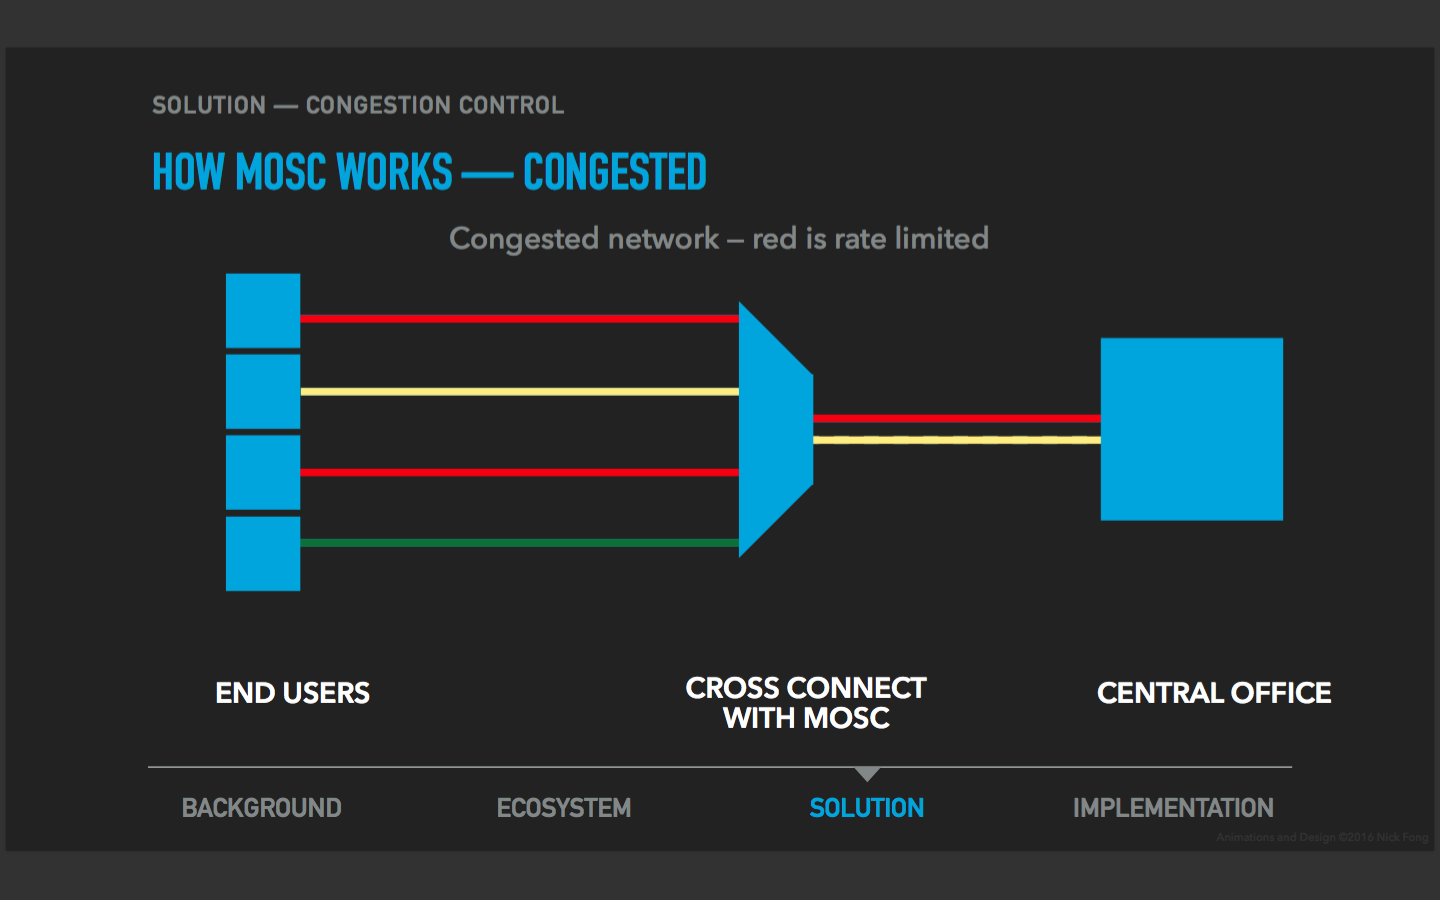 SOLUTION — CONGESTION CONTROL
HOW MOSC WORKS — CONGESTED
Congested network – red is rate limited
END USERS
CROSS CONNECT
WITH MOSC
CENTRAL OFFICE
BACKGROUND
ECOSYSTEM
SOLUTION
IMPLEMENTATION
Animations and Design ©2016 Nick Fong